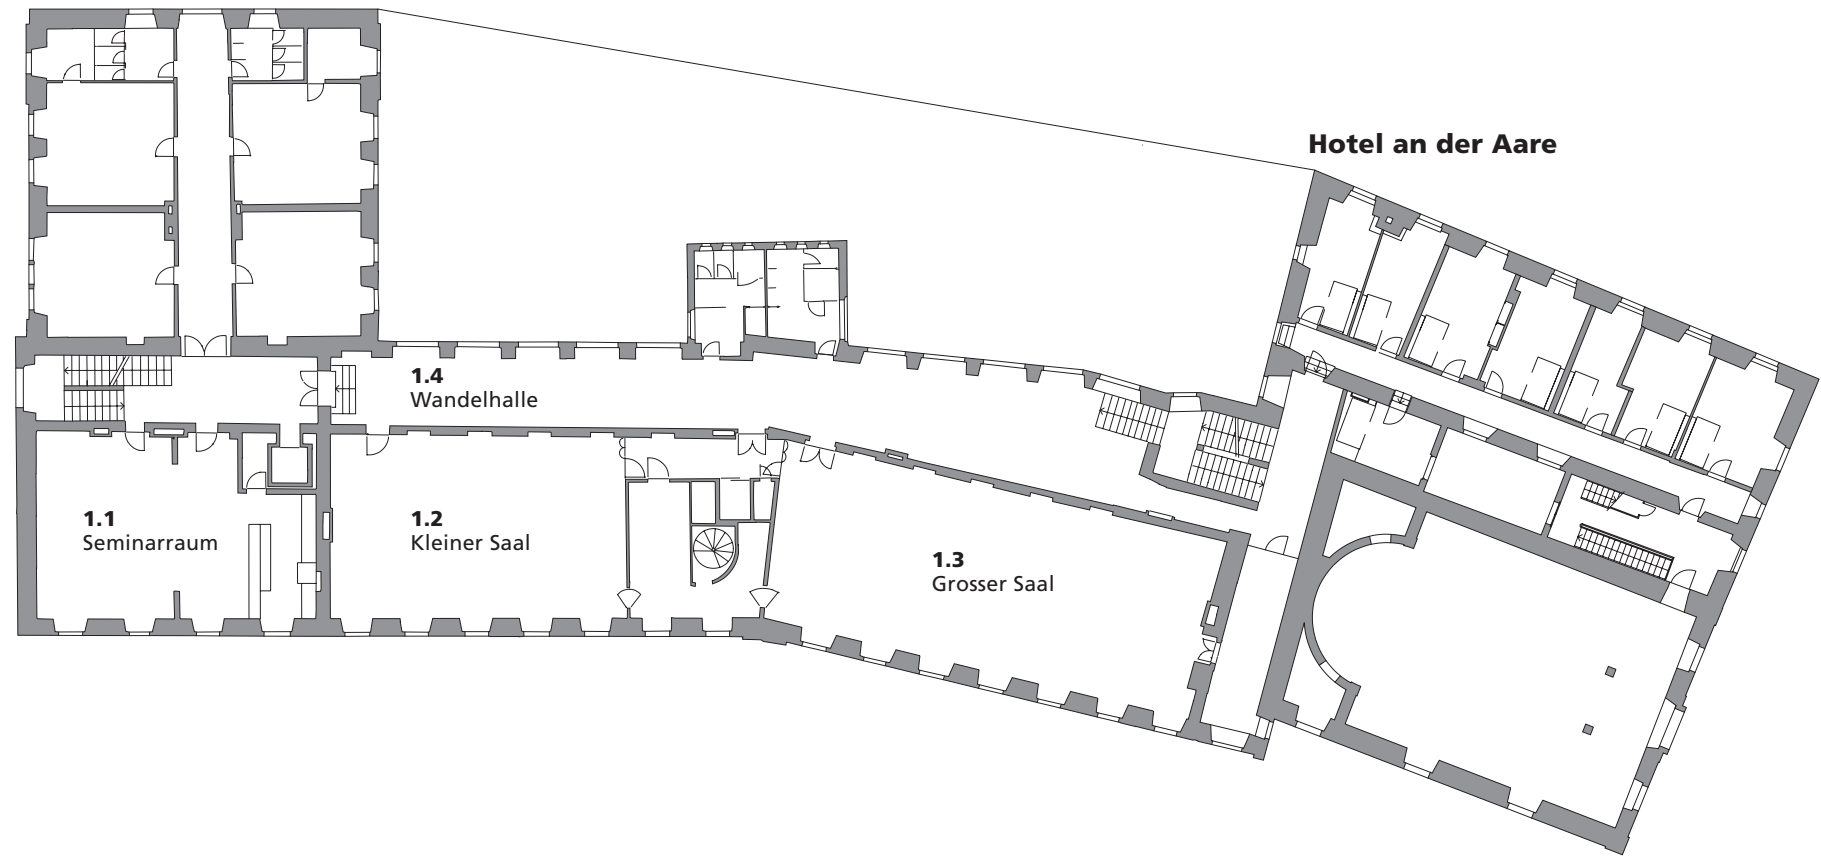 Hotel an der Aare
1.4
Wandelhalle
1.1
Seminarraum
1.2
Kleiner Saal
1.3
Grosser Saal